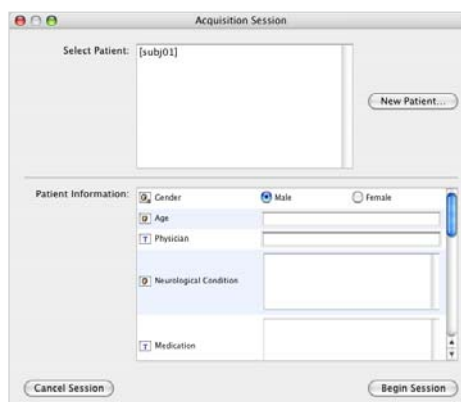 Acquisition Session
Select Patient: [subj01]
New Patient...
Patient Information: Gender Male Female
Age
T Physician
Neurological Condition
T Medication
Cancel Session Begin Session